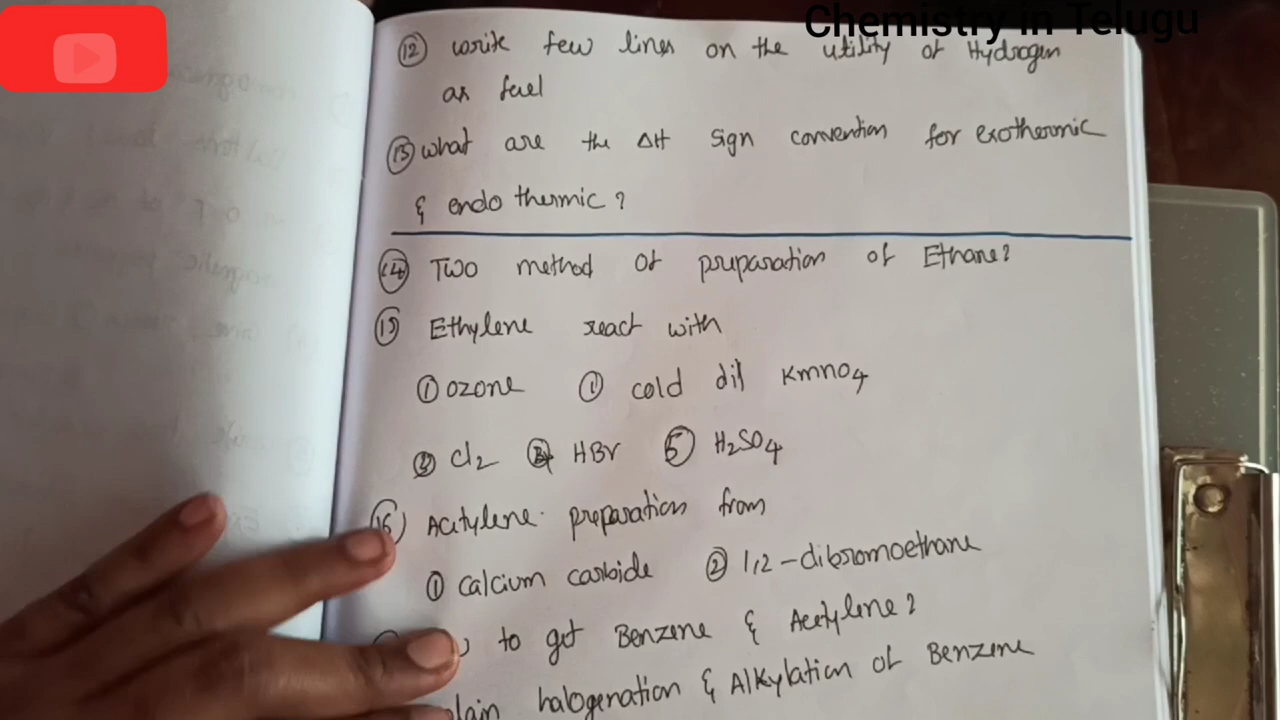 Chemistry in Telugu
12 write few lines on the utility of Hydrogen
as fuel
13 what are the ΔH sign convention for exothermic
& endo thermic?
14 Two method of preparation of Ethane?
15 Ethylene react with
① ozone ① cold dil KmnO4
③ Cl2 HBr ⑤ H2SO4
16 Acetylene preparation from
① calcium carbide ② 1,2-dibromoethane
to get Benzene & Acetylene?
halogenation & Alkylation of Benzene